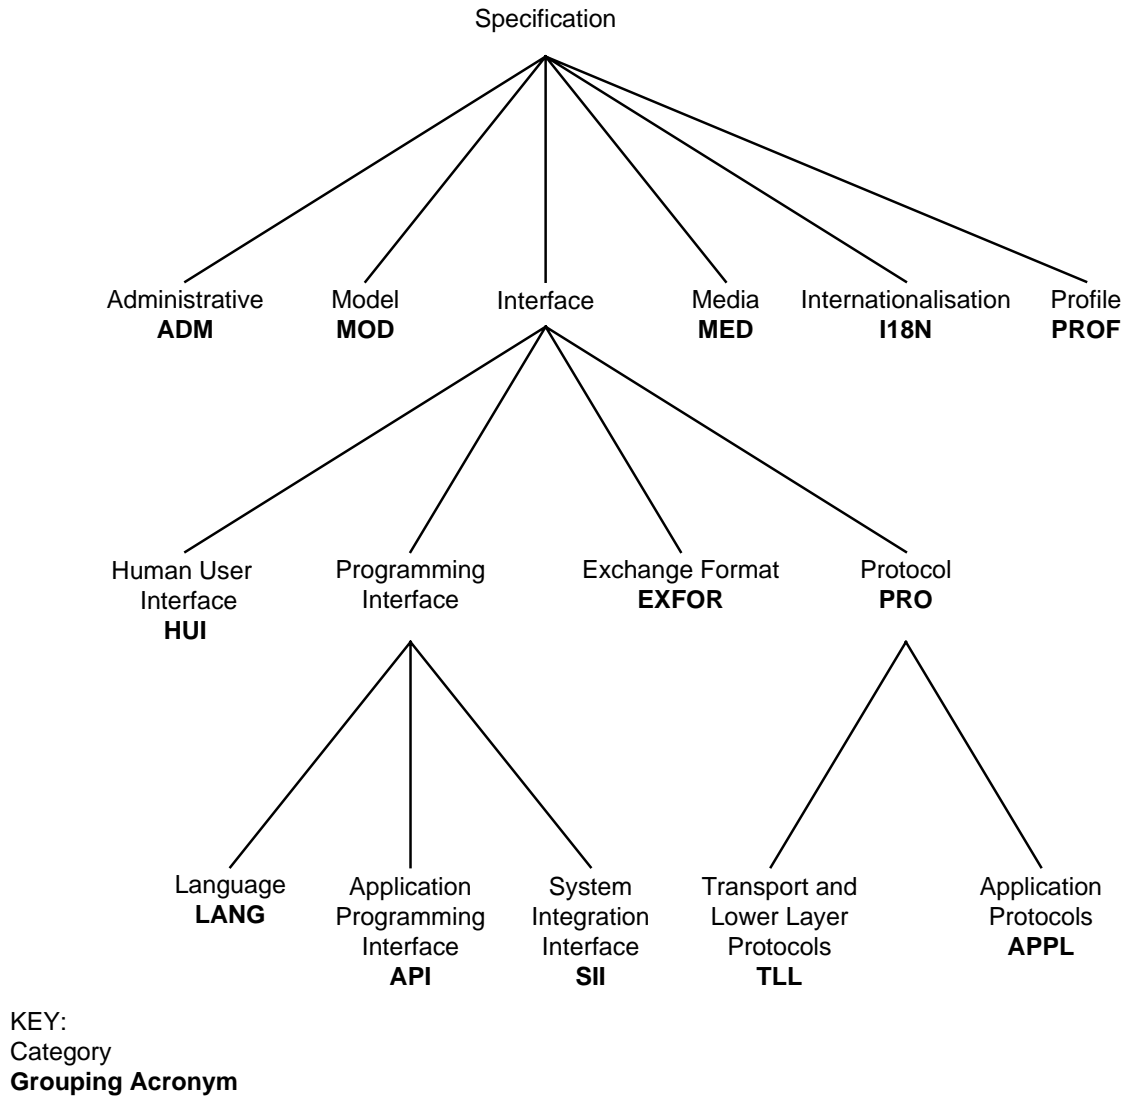 Specification
Administrative
ADM
Model
MOD
Interface
Media
MED
Internationalisation
I18N
Profile
PROF
Human User
Interface
HUI
Programming
Interface
Exchange Format
EXFOR
Protocol
PRO
Language
LANG
Application
Programming
Interface
API
System
Integration
Interface
SII
Transport and
Lower Layer
Protocols
TLL
Application
Protocols
APPL
KEY:
Category
Grouping Acronym